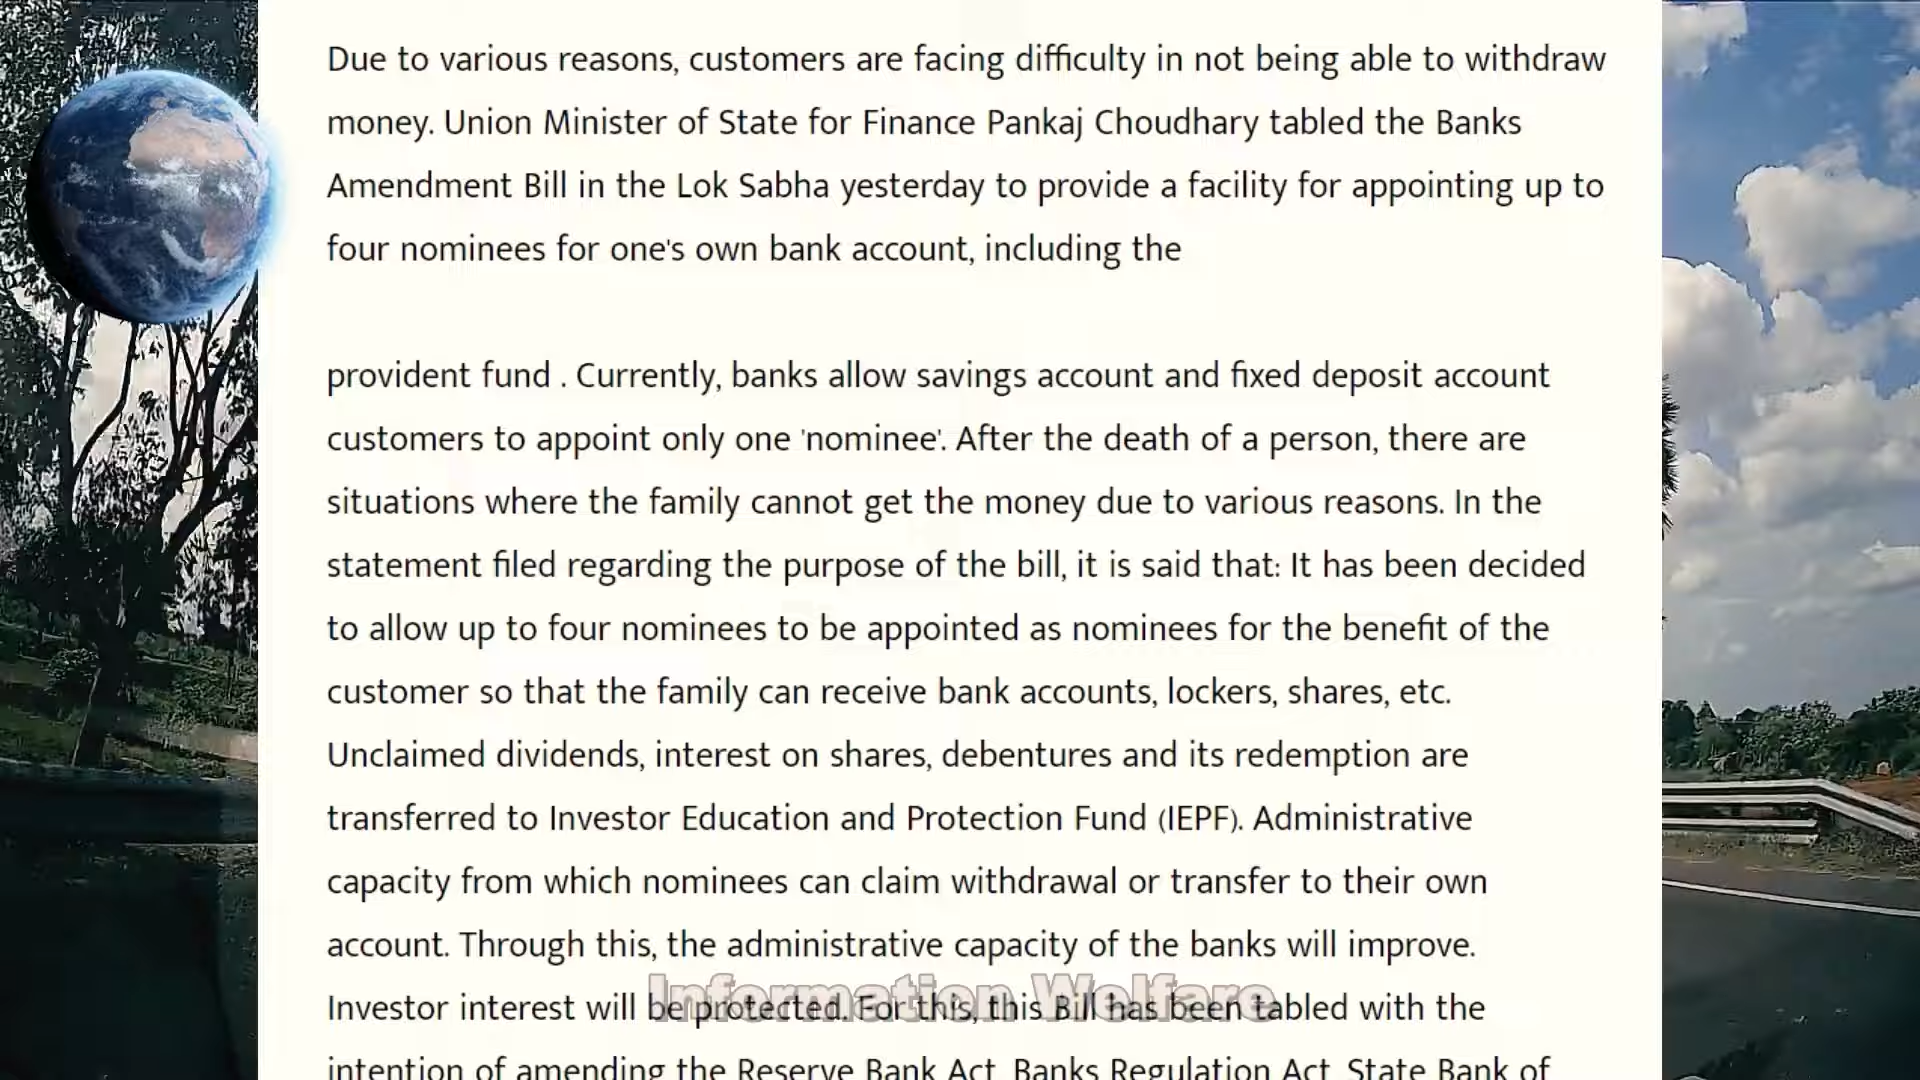 Due to various reasons, customers are facing difficulty in not being able to withdraw
money. Union Minister of State for Finance Pankaj Choudhary tabled the Banks
Amendment Bill in the Lok Sabha yesterday to provide a facility for appointing up to
four nominees for one's own bank account, including the
provident fund . Currently, banks allow savings account and fixed deposit account
customers to appoint only one 'nominee'. After the death of a person, there are
situations where the family cannot get the money due to various reasons. In the
statement filed regarding the purpose of the bill, it is said that: It has been decided
to allow up to four nominees to be appointed as nominees for the benefit of the
customer so that the family can receive bank accounts, lockers, shares, etc.
Unclaimed dividends, interest on shares, debentures and its redemption are
transferred to Investor Education and Protection Fund (IEPF). Administrative
capacity from which nominees can claim withdrawal or transfer to their own
account. Through this, the administrative capacity of the banks will improve.
Investor interest will be protected. For this, this Bill has been tabled with the
Information Welfare
intention of amending the Reserve Bank Act, Banks Regulation Act, State Bank of